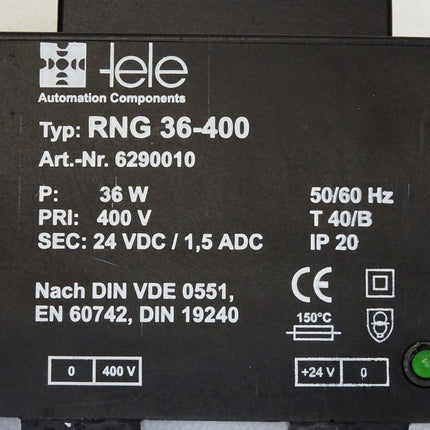 tele
Automation Components
Typ: RNG 36-400
Art.-Nr. 6290010
P: 36 W 50/60 Hz
PRI: 400 V T 40/B
SEC: 24 VDC / 1,5 ADC IP 20
Nach DIN VDE 0551,
EN 60742, DIN 19240
CE
150°C
0 400 V
+24 V 0